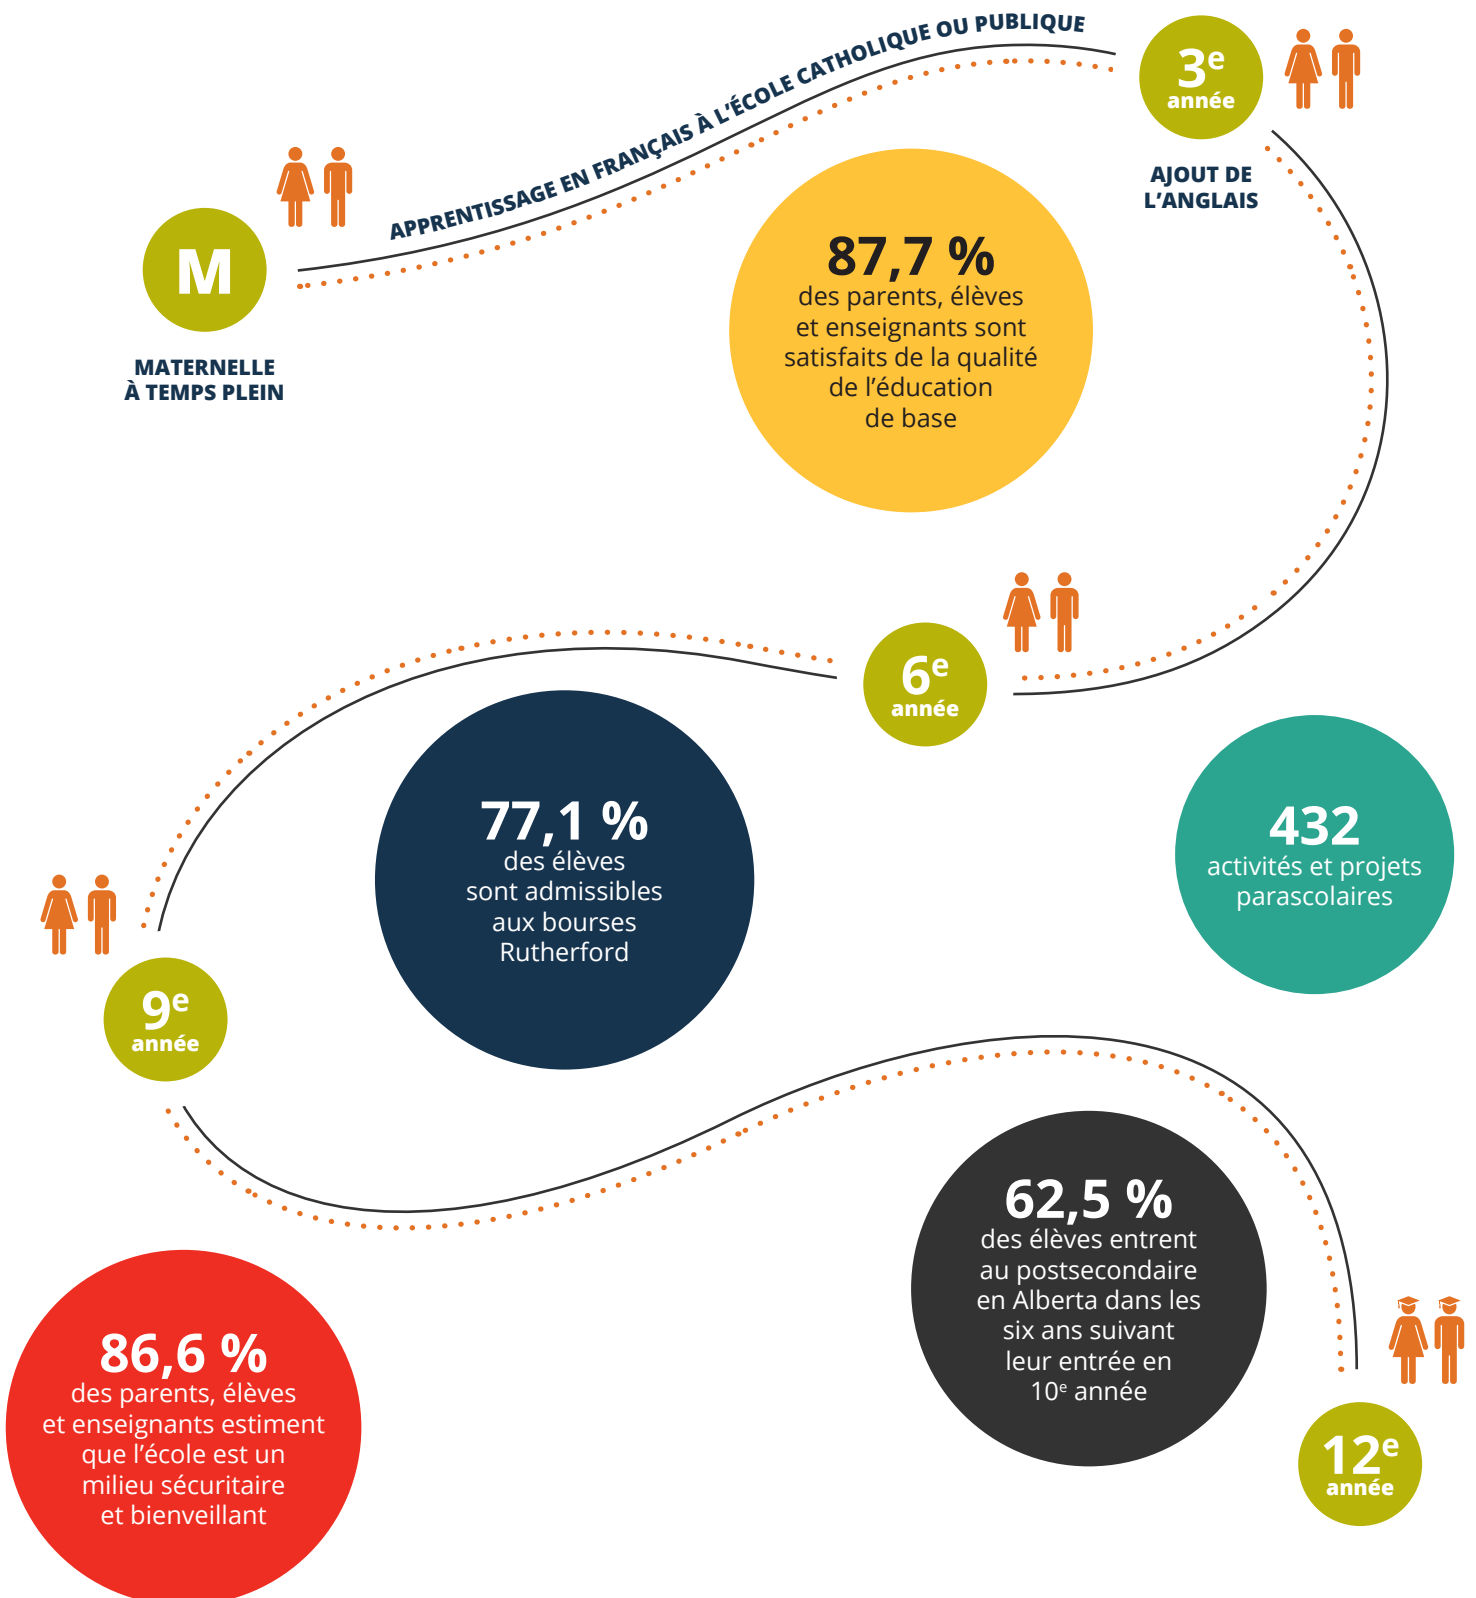 APPRENTISSAGE EN FRANÇAIS À L'ÉCOLE CATHOLIQUE OU PUBLIQUE
3e
année
AJOUT DE
L'ANGLAIS
M
MATERNELLE
À TEMPS PLEIN
87,7 %
des parents, élèves
et enseignants sont
satisfaits de la qualité
de l'éducation
de base
6e
année
77,1 %
des élèves
sont admissibles
aux bourses
Rutherford
432
activités et projets
parascolaires
9e
année
62,5 %
des élèves entrent
au postsecondaire
en Alberta dans les
six ans suivant
leur entrée en
10e année
86,6 %
des parents, élèves
et enseignants estiment
que l'école est un
milieu sécuritaire
et bienveillant
12e
année